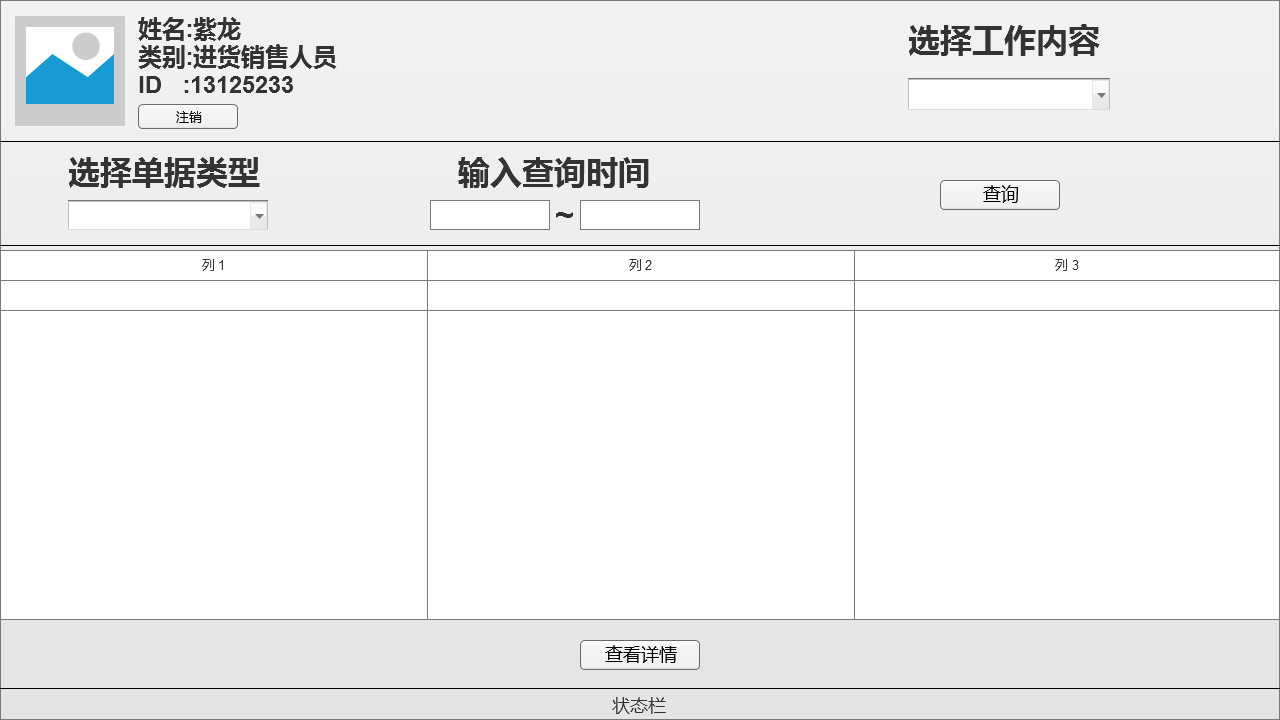 姓名:紫龙
类别:进货销售人员
ID :13125233
注销
选择工作内容
选择单据类型
输入查询时间
~
查询
列 1
列 2
列 3
查看详情
状态栏